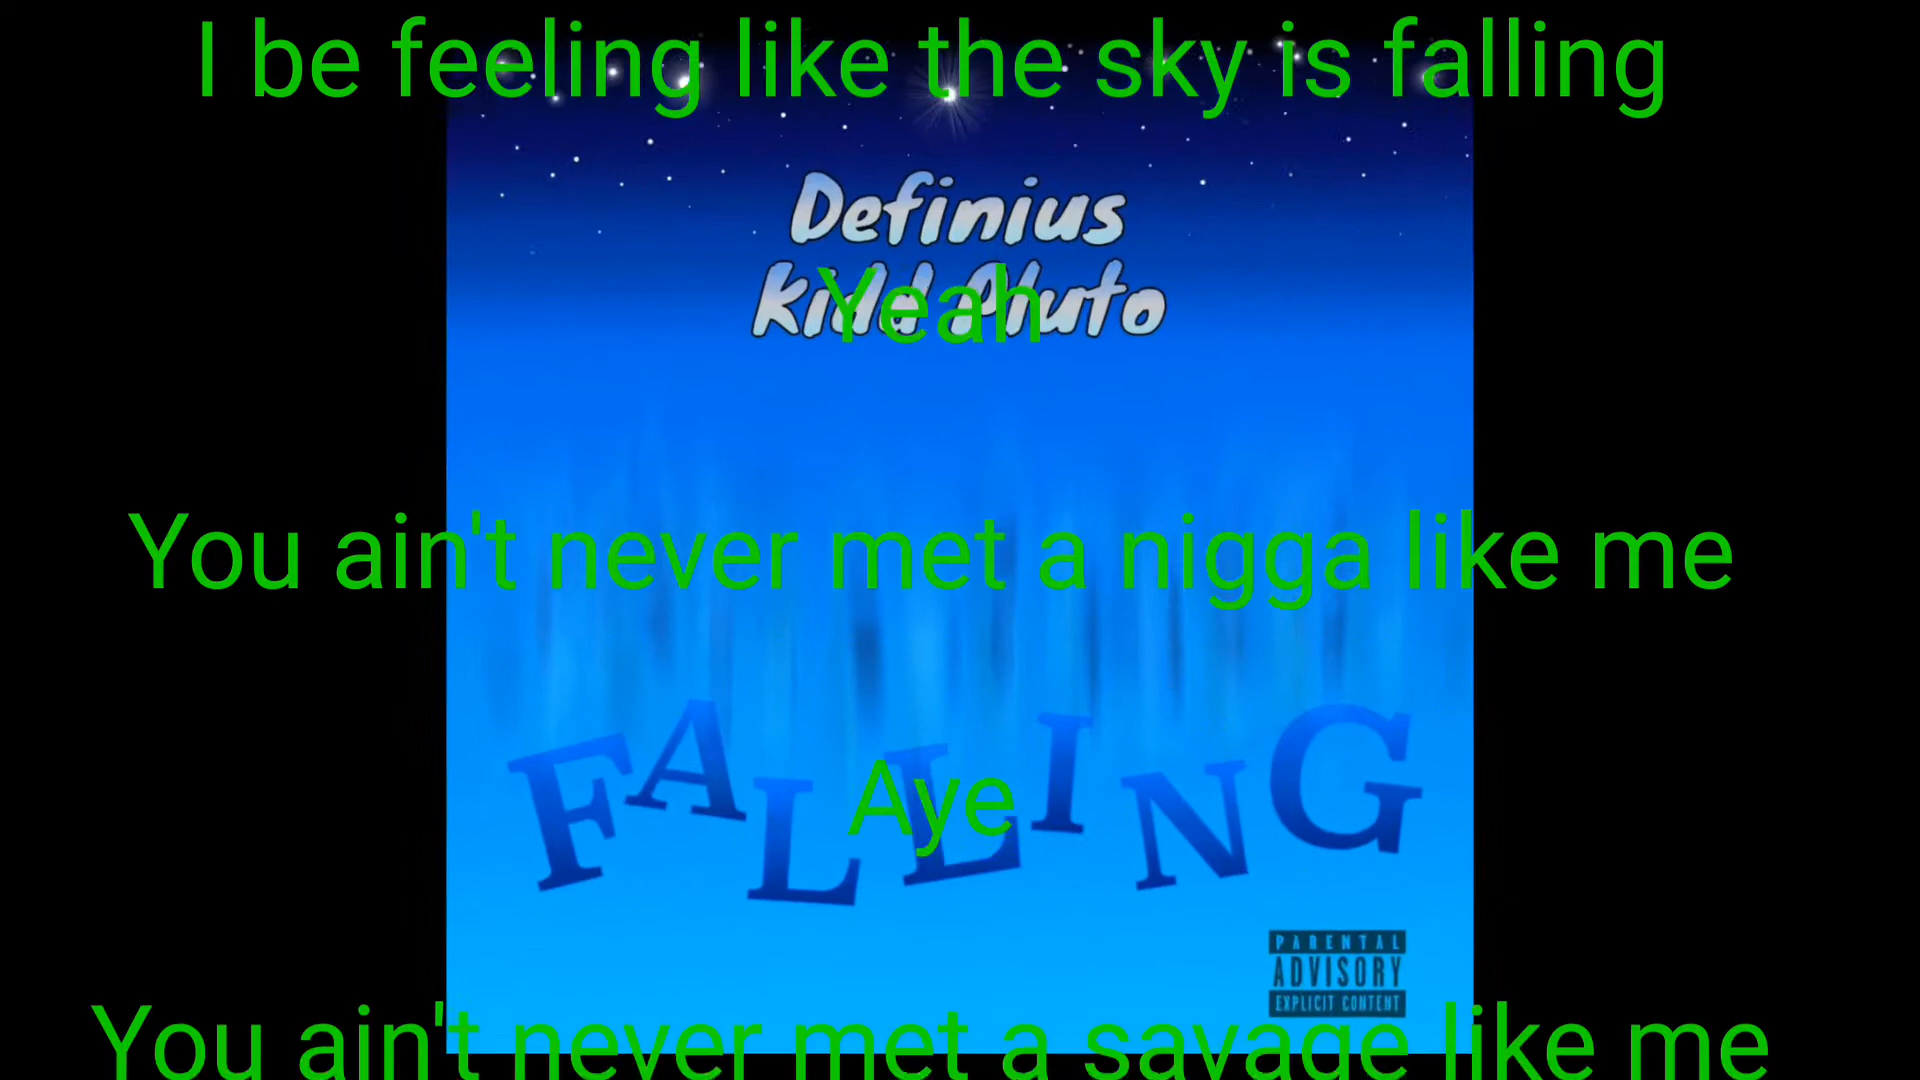 I be feeling like the sky is falling
Definius
Kidd Pluto
Yeah
You ain't never met a nigga like me
FALLING
Aye
PARENTAL
ADVISORY
EXPLICIT CONTENT
You ain't never met a savage like me